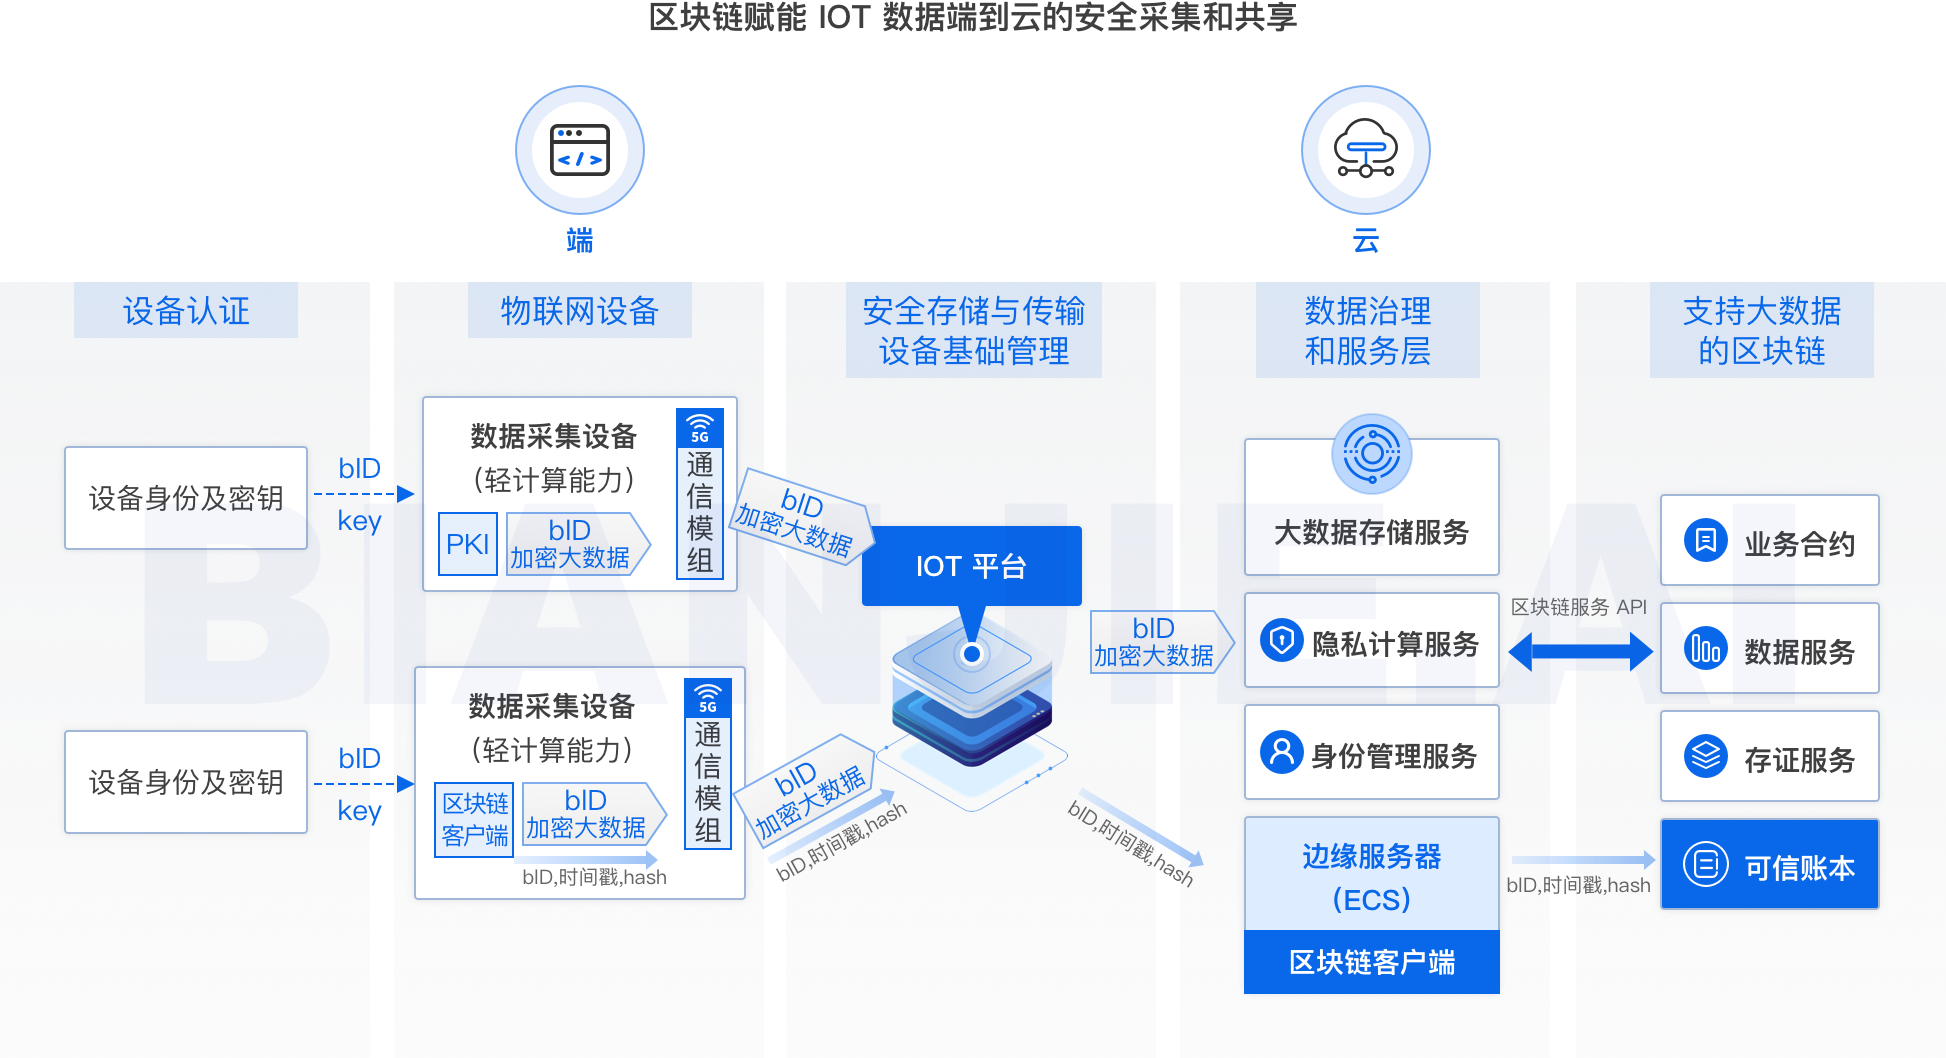 区块链赋能 IOT 数据端到云的安全采集和共享
端
云
设备认证
物联网设备
安全存储与传输
设备基础管理
数据治理
和服务层
支持大数据
的区块链
设备身份及密钥
bID
key
数据采集设备
（轻计算能力）
PKI
bID
加密大数据
5G
通
信
模
组
bID
加密大数据
设备身份及密钥
bID
key
数据采集设备
（轻计算能力）
区块链
客户端
bID
加密大数据
bID,时间戳,hash
5G
通
信
模
组
bID
加密大数据
bID,时间戳,hash
IOT 平台
bID
加密大数据
bID,时间戳,hash
大数据存储服务
隐私计算服务
身份管理服务
边缘服务器
（ECS）
区块链客户端
区块链服务 API
bID,时间戳,hash
业务合约
数据服务
存证服务
可信账本
BIANJIE.AI